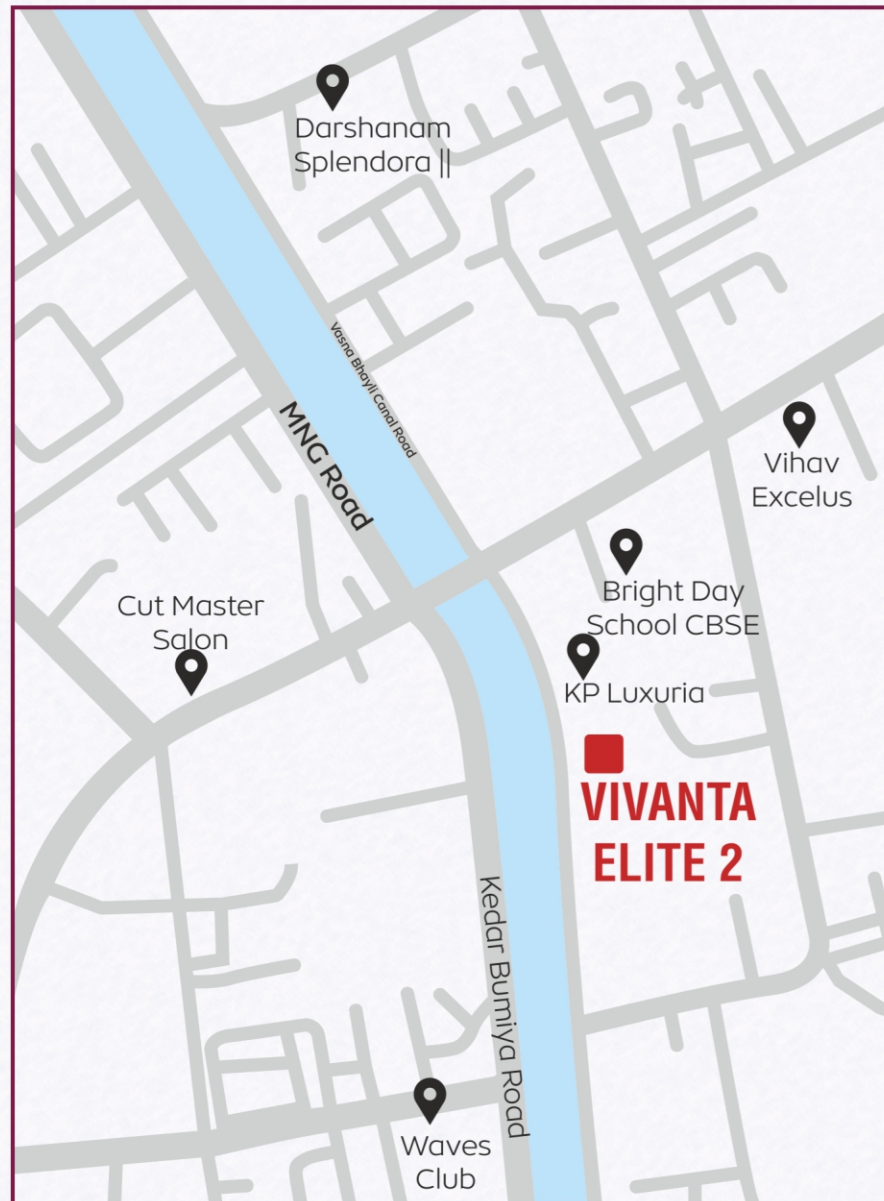 Darshanam
Splendora ||
Vasna Bhayli Canal Road
MNG Road
Vihav
Excelus
Bright Day
School CBSE
Cut Master
Salon
KP Luxuria
VIVANTA
ELITE 2
Kedar Bumiya Road
Waves
Club